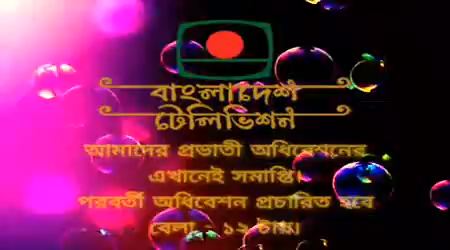 বাংলাদেশ
টেলিভিশন
আমাদের প্রভাতী অধিবেশনের
এখানেই সমাপ্তি।
পরবর্তী অধিবেশন প্রচারিত হবে
বেলা - ১২ টায়।